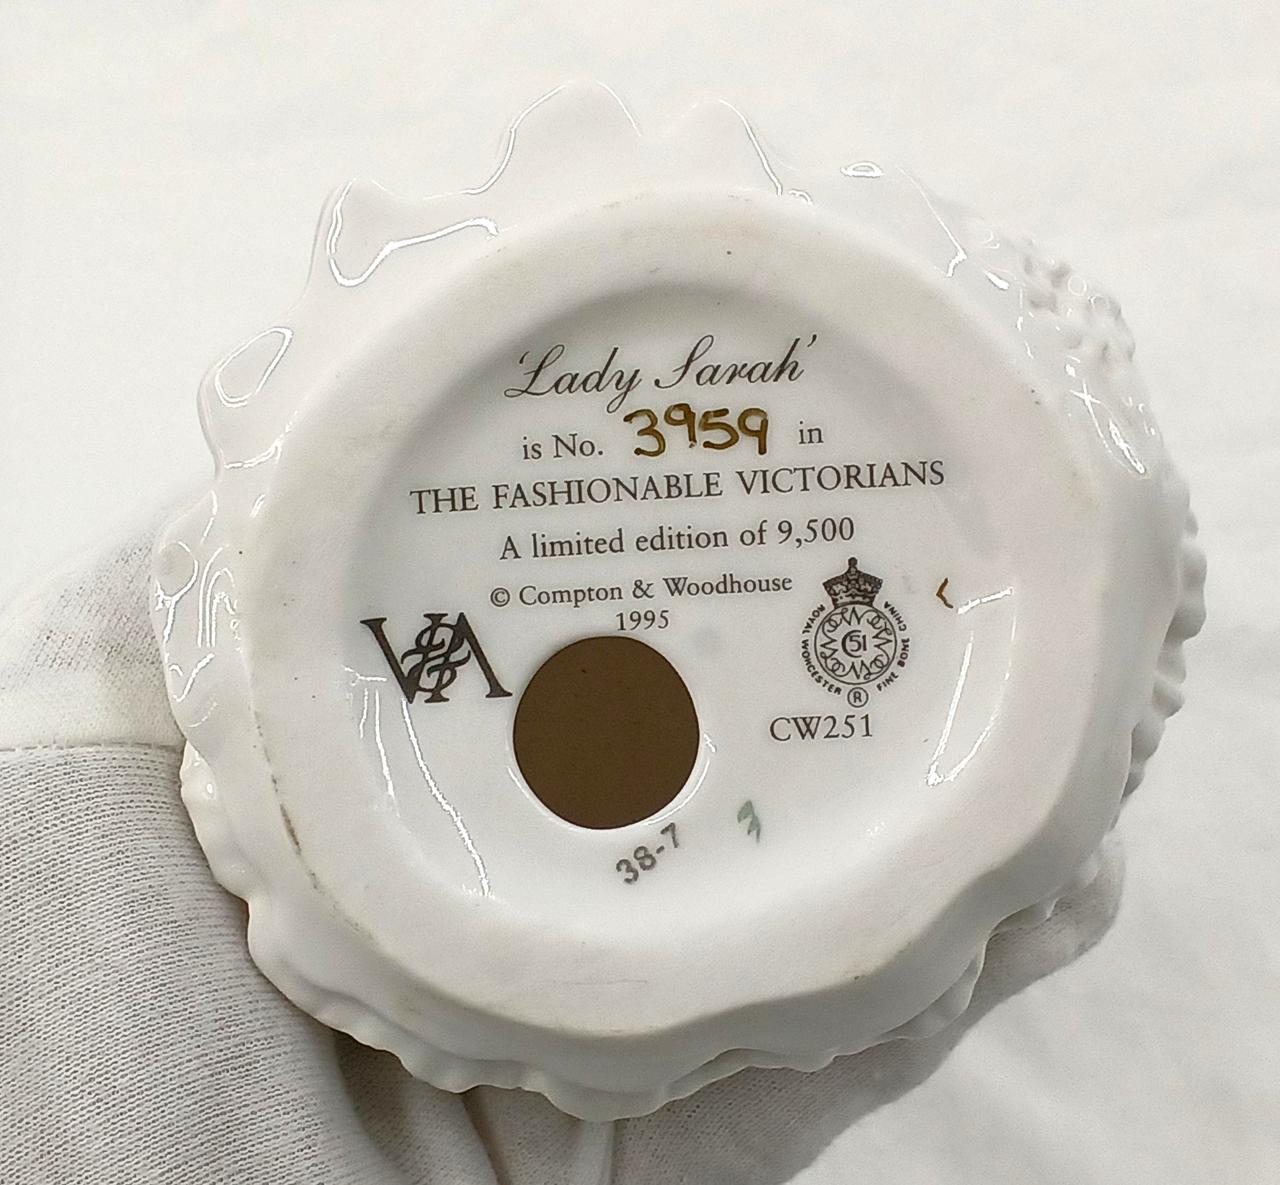 'Lady Sarah'
is No. 3959 in
THE FASHIONABLE VICTORIANS
A limited edition of 9,500
© Compton & Woodhouse
1995
ROYAL WORCESTER FINE BONE CHINA
51
®
CW251
38-7